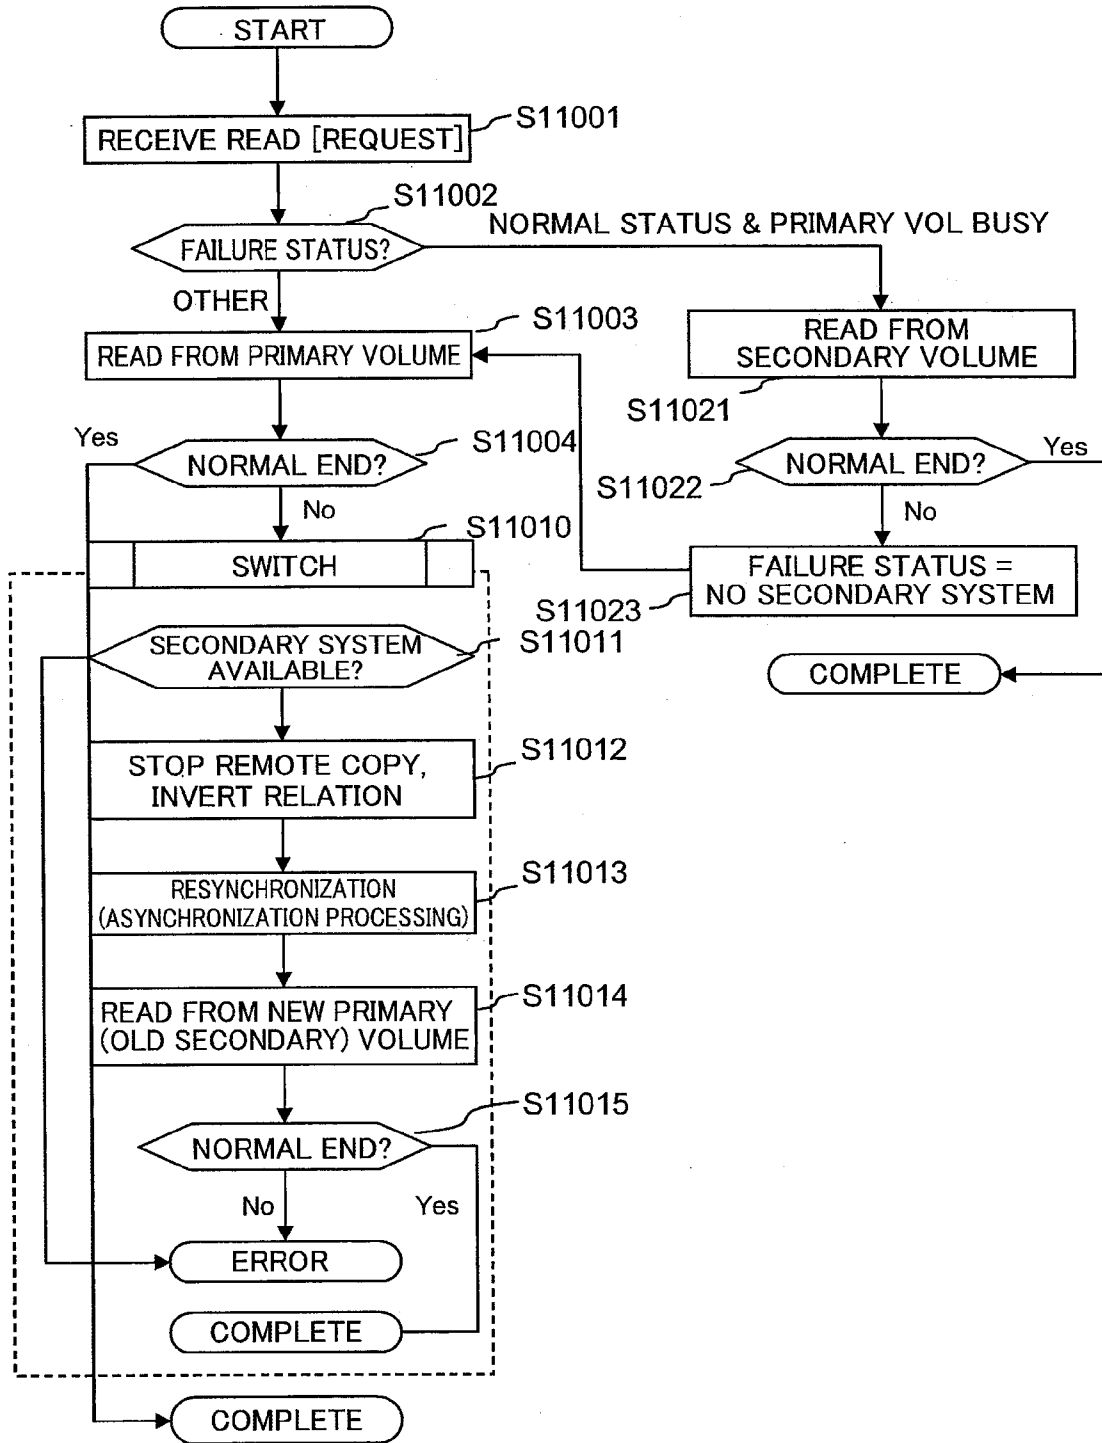 START
S11001
RECEIVE READ [REQUEST]
S11002
NORMAL STATUS & PRIMARY VOL BUSY
FAILURE STATUS?
OTHER
S11003
READ FROM PRIMARY VOLUME
READ FROM
SECONDARY VOLUME
S11021
Yes
S11004
NORMAL END?
No
NORMAL END?
Yes
S11022
No
S11010
SWITCH
FAILURE STATUS =
NO SECONDARY SYSTEM
S11023
SECONDARY SYSTEM
AVAILABLE?
S11011
COMPLETE
S11012
STOP REMOTE COPY,
INVERT RELATION
S11013
RESYNCHRONIZATION
(ASYNCHRONIZATION PROCESSING)
S11014
READ FROM NEW PRIMARY
(OLD SECONDARY) VOLUME
S11015
NORMAL END?
No
Yes
ERROR
COMPLETE
COMPLETE